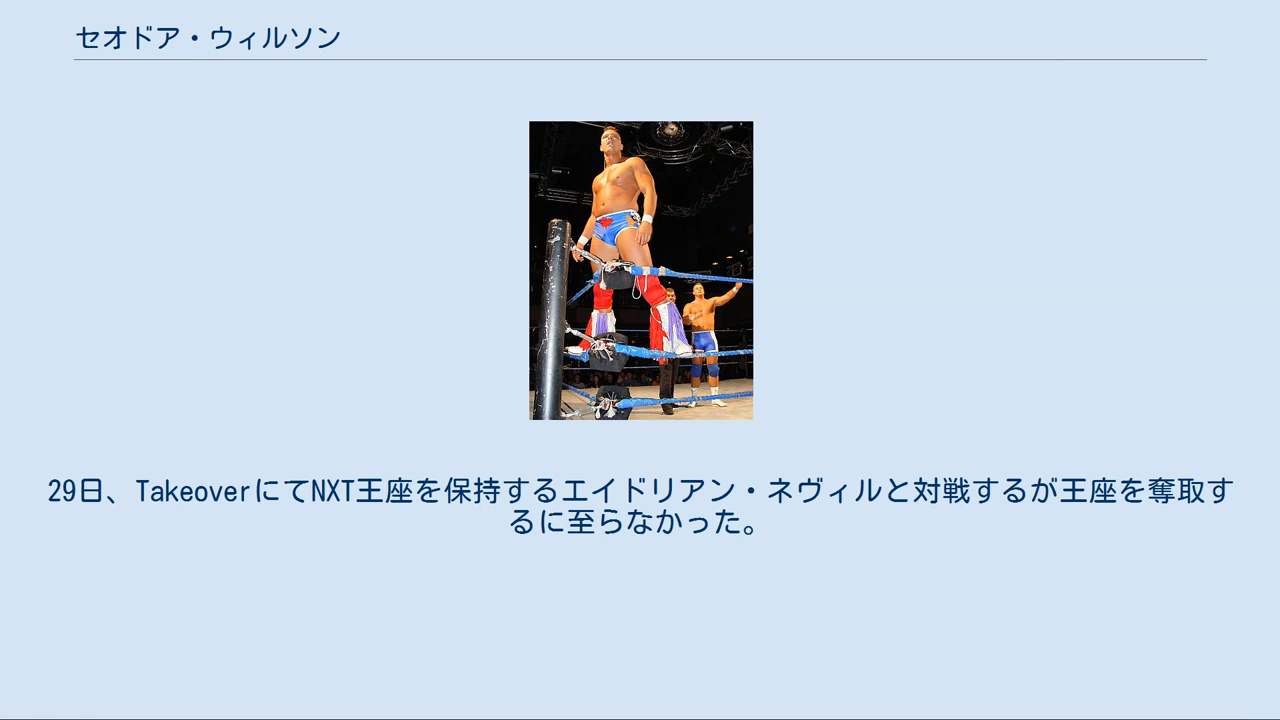 セオドア・ウィルソン
29日、TakeoverにてNXT王座を保持するエイドリアン・ネヴィルと対戦するが王座を奪取す
るに至らなかった。